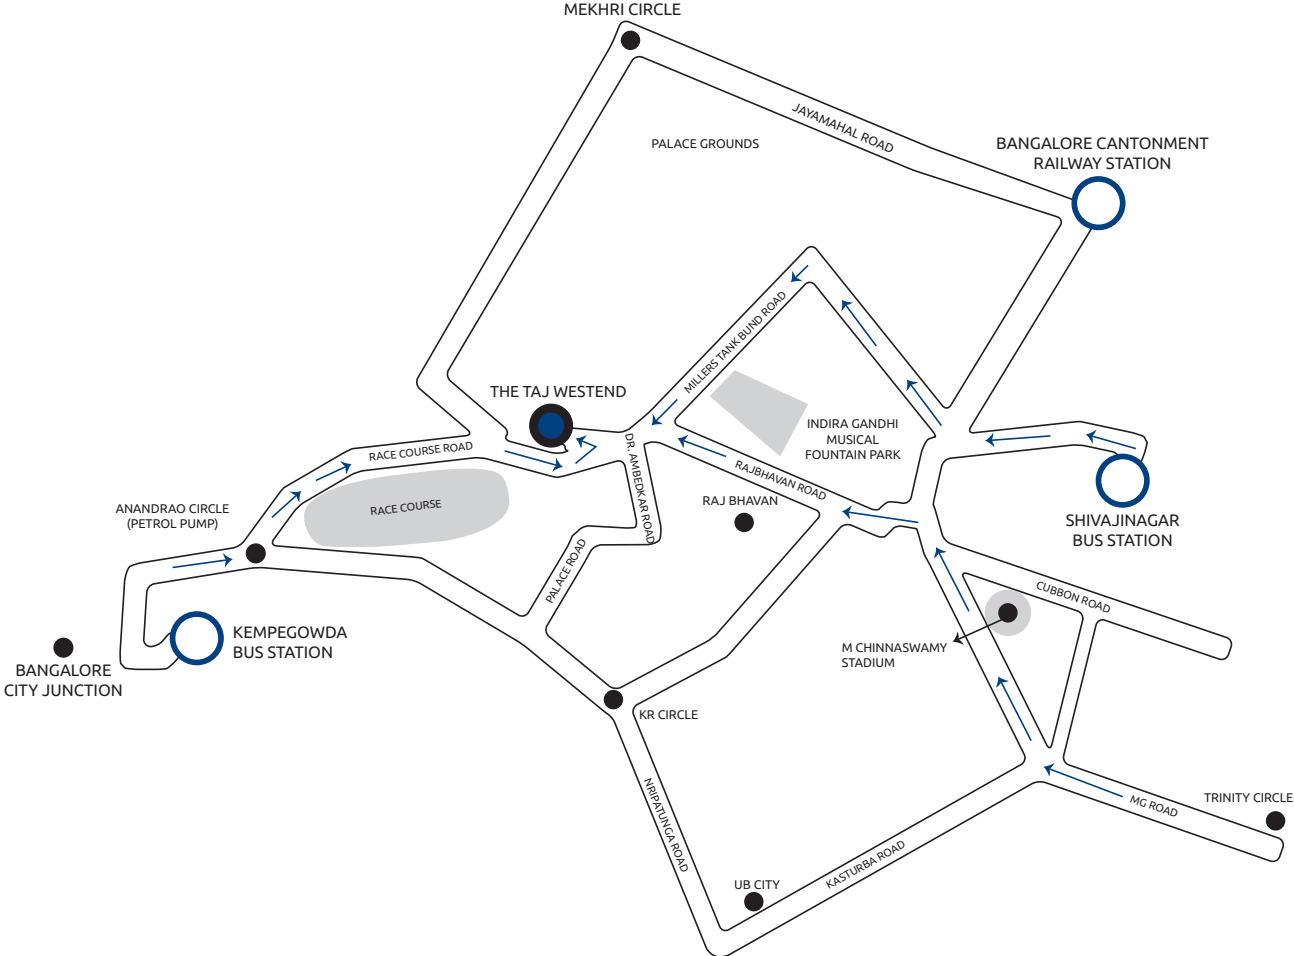 MEKHRI CIRCLE
JAYAMAHAL ROAD
PALACE GROUNDS
BANGALORE CANTONMENT
RAILWAY STATION
MILLERS TANK BUND ROAD
THE TAJ WESTEND
INDIRA GANDHI
MUSICAL
FOUNTAIN PARK
DR. AMBEDKAR ROAD
RACE COURSE ROAD
RAJBHAVAN ROAD
RAJ BHAVAN
RACE COURSE
ANANDRAO CIRCLE
(PETROL PUMP)
SHIVAJINAGAR
BUS STATION
PALACE ROAD
CUBBON ROAD
KEMPEGOWDA
BUS STATION
M CHINNASWAMY
STADIUM
BANGALORE
CITY JUNCTION
KR CIRCLE
NRIPATUNGA ROAD
MG ROAD
TRINITY CIRCLE
KASTURBA ROAD
UB CITY